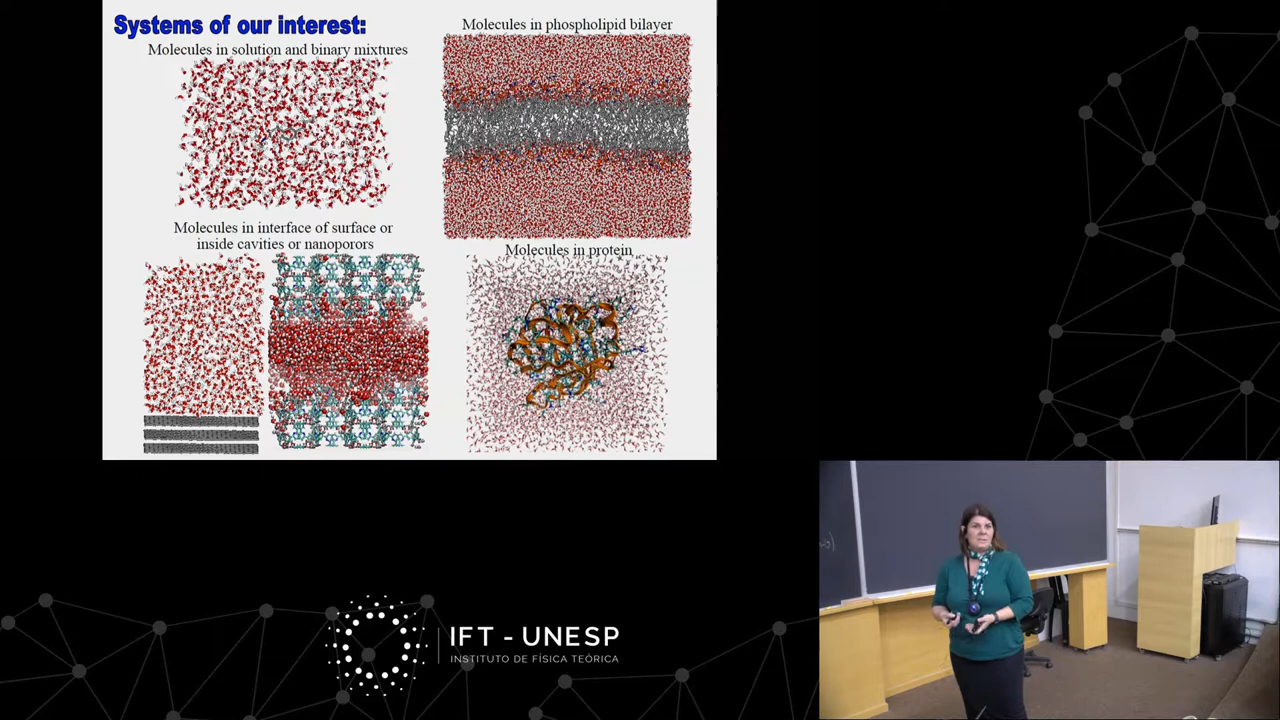 Systems of our interest:
Molecules in solution and binary mixtures
Molecules in phospholipid bilayer
Molecules in interface of surface or
inside cavities or nanoporors
Molecules in protein
IFT - UNESP
INSTITUTO DE FÍSICA TEÓRICA